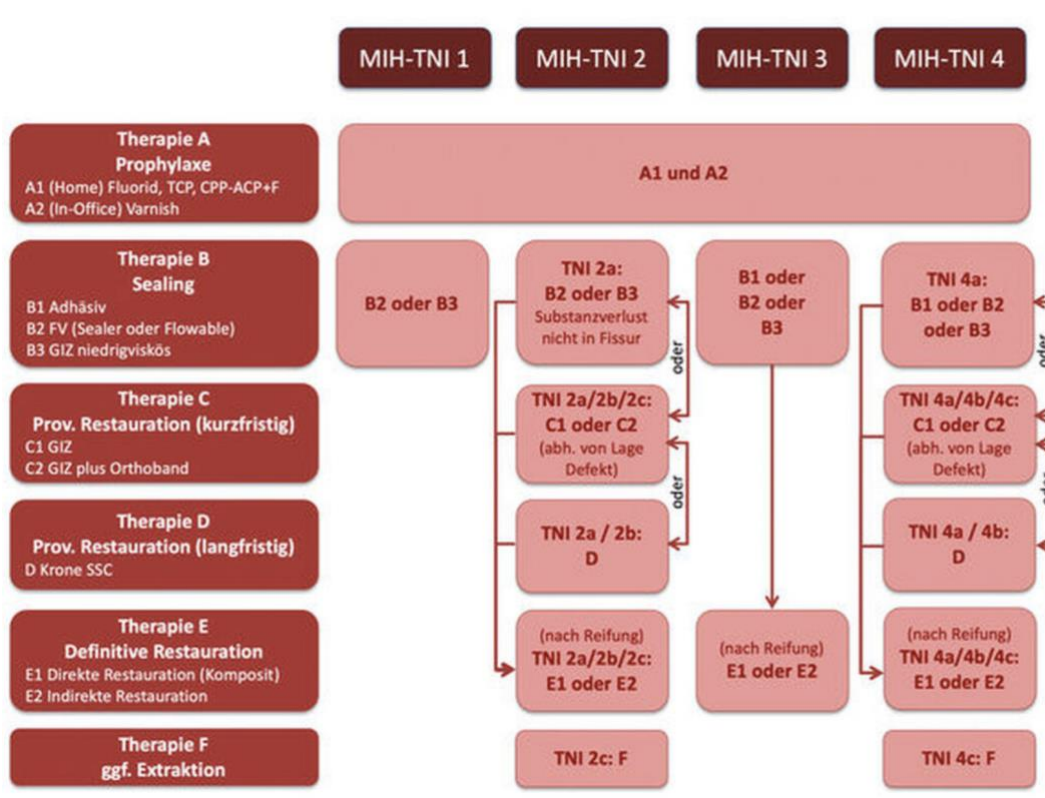 MIH-TNI 1
MIH-TNI 2
MIH-TNI 3
MIH-TNI 4
Therapie A
Prophylaxe
A1 (Home) Fluorid, TCP, CPP-ACP+F
A2 (In-Office) Varnish
A1 und A2
Therapie B
Sealing
B1 Adhäsiv
B2 FV (Sealer oder Flowable)
B3 GIZ niedrigviskös
B2 oder B3
TNI 2a:
B2 oder B3
Substanzverlust
nicht in Fissur
B1 oder
B2 oder
B3
TNI 4a:
B1 oder B2
oder B3
oder
oder
Therapie C
Prov. Restauration (kurzfristig)
C1 GIZ
C2 GIZ plus Orthoband
TNI 2a/2b/2c:
C1 oder C2
(abh. von Lage
Defekt)
TNI 4a/4b/4c:
C1 oder C2
(abh. von Lage
Defekt)
oder
oder
Therapie D
Prov. Restauration (langfristig)
D Krone SSC
TNI 2a / 2b:
D
TNI 4a / 4b:
D
Therapie E
Definitive Restauration
E1 Direkte Restauration (Komposit)
E2 Indirekte Restauration
(nach Reifung)
TNI 2a/2b/2c:
E1 oder E2
(nach Reifung)
E1 oder E2
(nach Reifung)
TNI 4a/4b/4c:
E1 oder E2
Therapie F
ggf. Extraktion
TNI 2c: F
TNI 4c: F